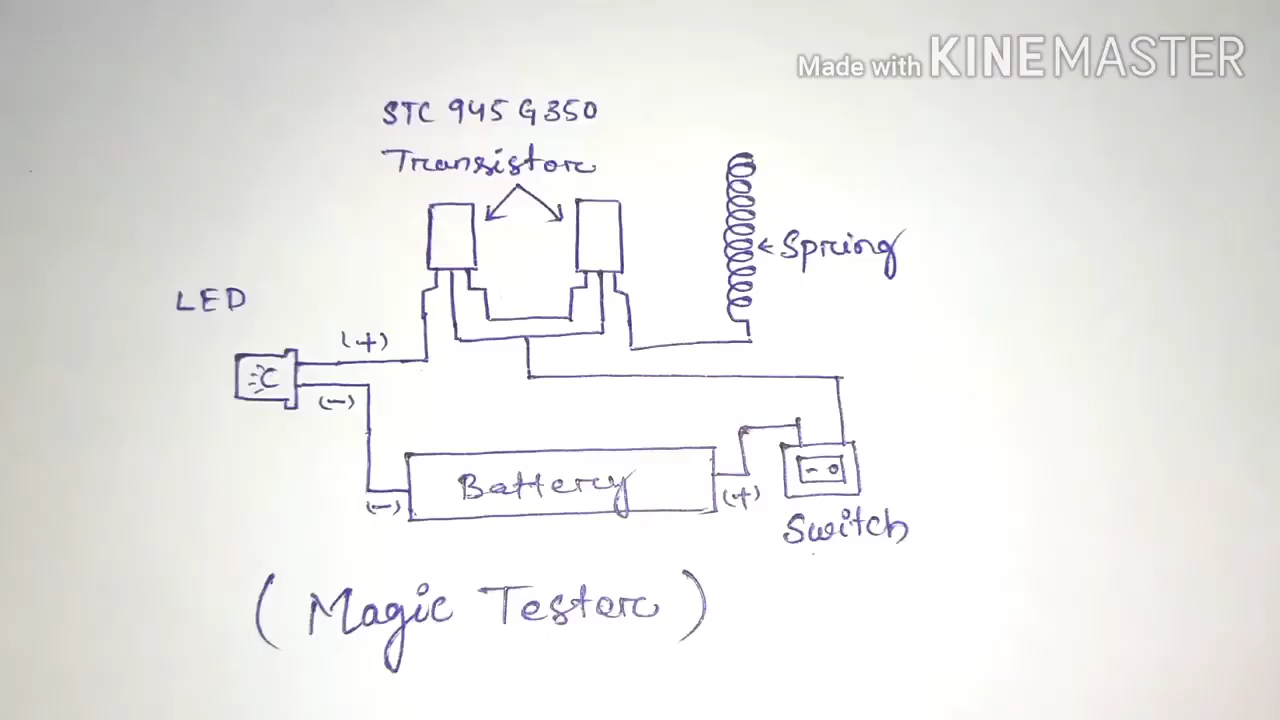 Made with KINEMASTER
STC 945 G350
Transistor
Spring
LED
(+)
(-)
Battery
(-)
(+)
Switch
(Magic Tester)